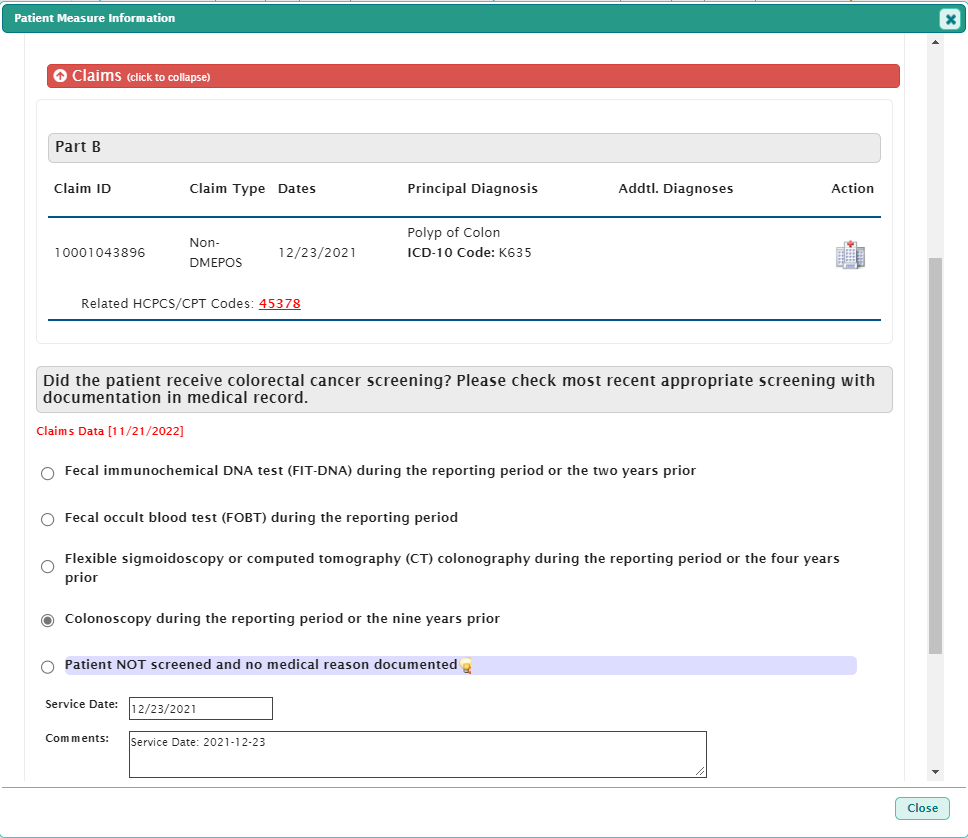 Patient Measure Information
Claims (click to collapse)
Part B
Claim ID Claim Type Dates Principal Diagnosis Addtl. Diagnoses Action
10001043896 Non-DMEPOS 12/23/2021 Polyp of Colon
ICD-10 Code: K635
Related HCPCS/CPT Codes: 45378
Did the patient receive colorectal cancer screening? Please check most recent appropriate screening with
documentation in medical record.
Claims Data [11/21/2022]
Fecal immunochemical DNA test (FIT-DNA) during the reporting period or the two years prior
Fecal occult blood test (FOBT) during the reporting period
Flexible sigmoidoscopy or computed tomography (CT) colonography during the reporting period or the four years
prior
Colonoscopy during the reporting period or the nine years prior
Patient NOT screened and no medical reason documented
Service Date: 12/23/2021
Comments: Service Date: 2021-12-23
Close